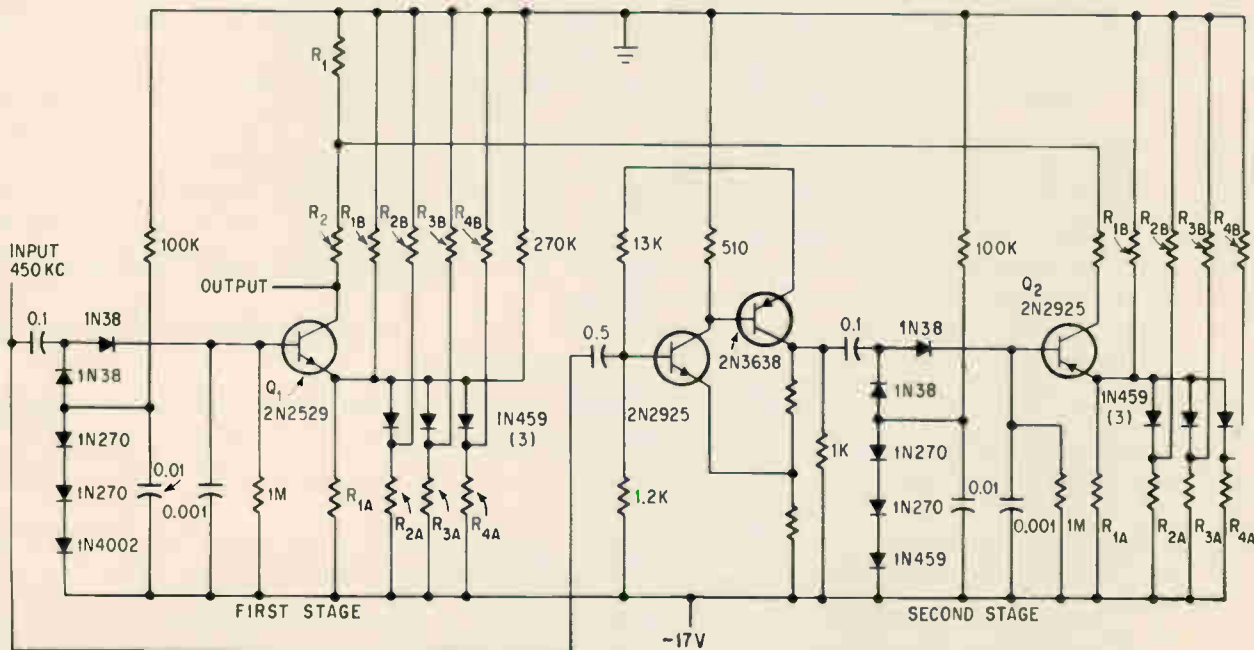 R1
R2
R1B
R2B
R3B
R4B
100K
270K
13K
510
100K
R1B
R2B
R3B
R4B
INPUT
450 KC
OUTPUT
Q2
2N2925
0.1
1N38
0.5
0.1
1N38
2N3638
1N38
Q1
2N2529
1N459
(3)
2N2925
1N38
1N459
(3)
1N270
0.01
1K
1N270
1N270
0.001
1M
R1A
R2A
R3A
R4A
1.2K
1N270
0.01
0.001
1M
R1A
R2A
R3A
R4A
1N4002
1N459
FIRST STAGE
SECOND STAGE
-17V